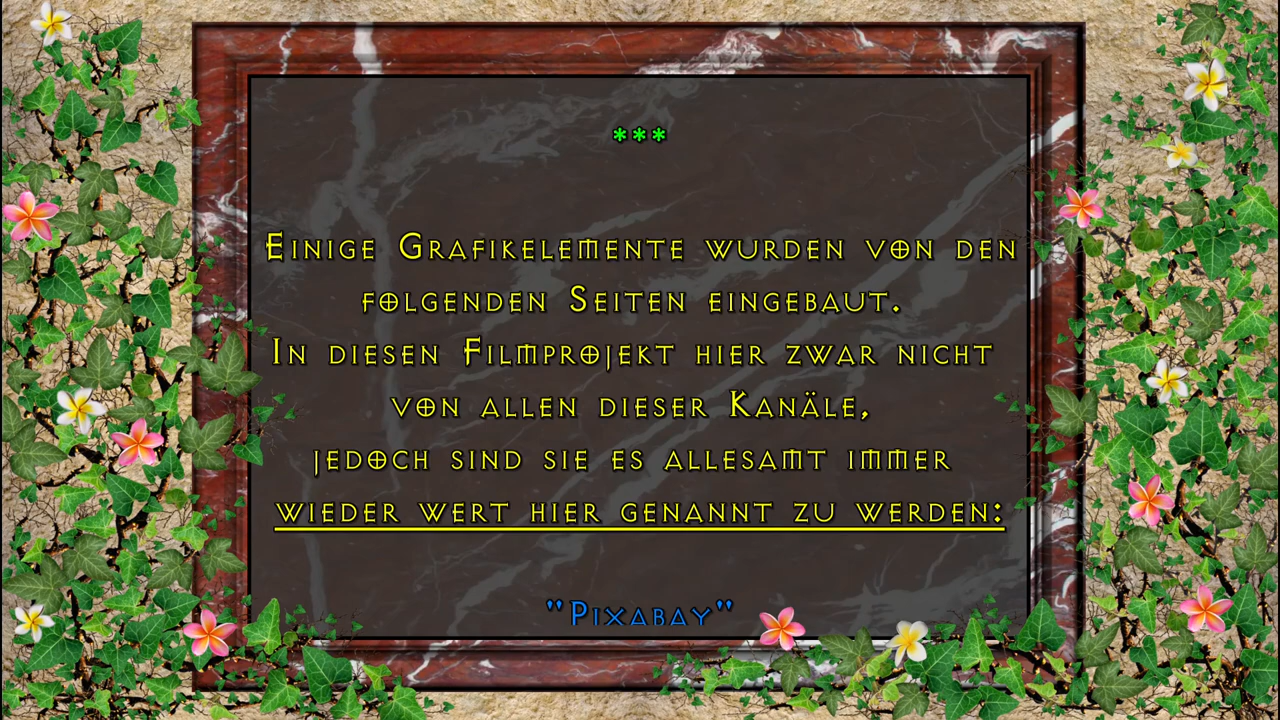 ***
Einige Grafikelemente wurden von den
folgenden Seiten eingebaut.
In diesen Filmprojekt hier zwar nicht
von allen dieser Kanäle,
jedoch sind sie es allesamt immer
wieder wert hier genannt zu werden:
"Pixabay"